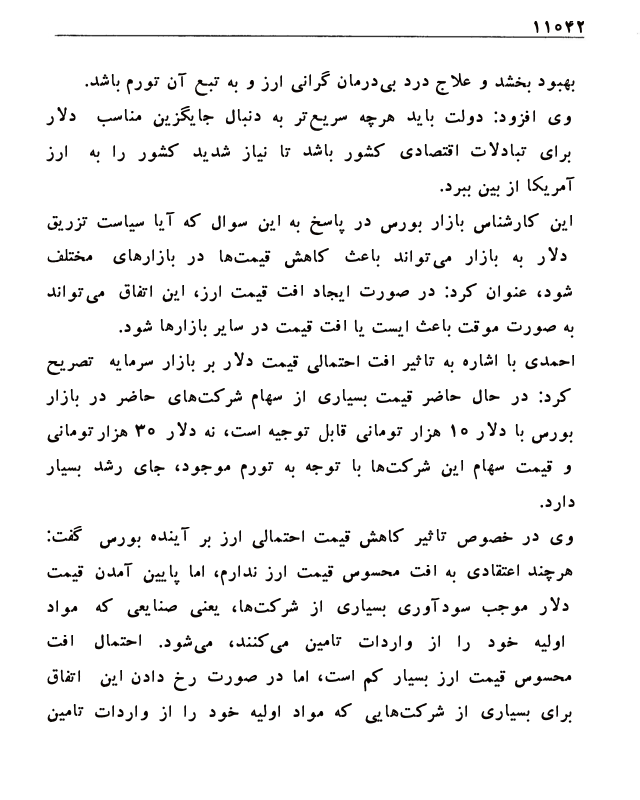 ۱۱۰۴۲
بهبود بخشد و علاج درد بی‌درمان گرانی ارز و به تبع آن تورم باشد.
وی افزود: دولت باید هرچه سریع‌تر به دنبال جایگزین مناسب دلار
برای تبادلات اقتصادی کشور باشد تا نیاز شدید کشور را به ارز
آمریکا از بین ببرد.
این کارشناس بازار بورس در پاسخ به این سوال که آیا سیاست تزریق
دلار به بازار می‌تواند باعث کاهش قیمت‌ها در بازارهای مختلف
شود، عنوان کرد: در صورت ایجاد افت قیمت ارز، این اتفاق می‌تواند
به صورت موقت باعث ایست یا افت قیمت در سایر بازارها شود.
احمدی با اشاره به تاثیر افت احتمالی قیمت دلار بر بازار سرمایه تصریح
کرد: در حال حاضر قیمت بسیاری از سهام شرکت‌های حاضر در بازار
بورس با دلار ۱۰ هزار تومانی قابل توجیه است، نه دلار ۳۰ هزار تومانی
و قیمت سهام این شرکت‌ها با توجه به تورم موجود، جای رشد بسیار
دارد.
وی در خصوص تاثیر کاهش قیمت احتمالی ارز بر آینده بورس گفت:
هرچند اعتقادی به افت محسوس قیمت ارز ندارم، اما پایین آمدن قیمت
دلار موجب سودآوری بسیاری از شرکت‌ها، یعنی صنایعی که مواد
اولیه خود را از واردات تامین می‌کنند، می‌شود. احتمال افت
محسوس قیمت ارز بسیار کم است، اما در صورت رخ دادن این اتفاق
برای بسیاری از شرکت‌هایی که مواد اولیه خود را از واردات تامین